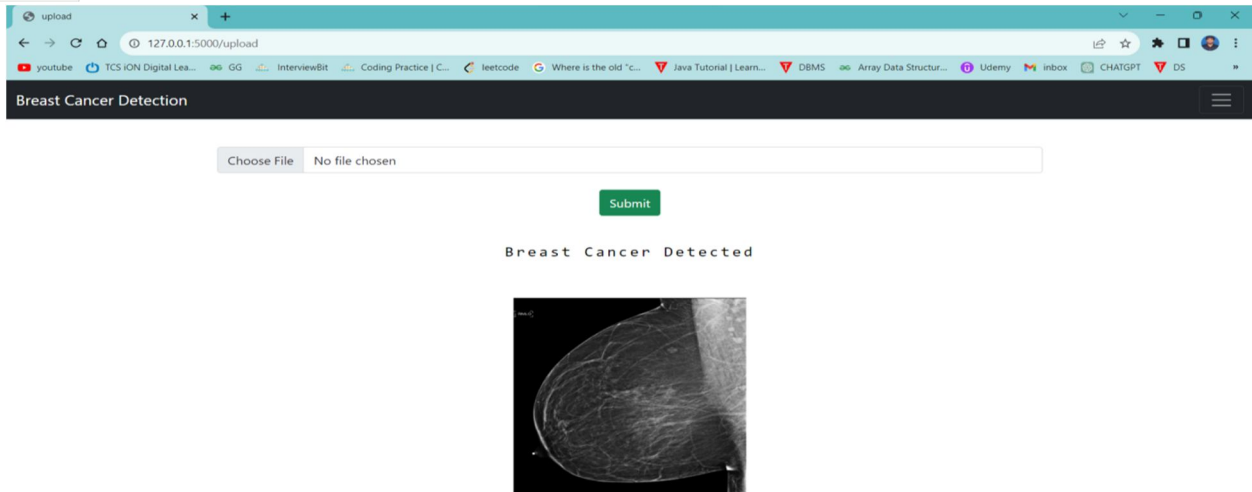 upload
127.0.0.1:5000/upload
youtube TCS iON Digital Lea... GG InterviewBit Coding Practice | C... leetcode Where is the old "c... Java Tutorial | Learn... DBMS Array Data Structur... Udemy inbox CHATGPT DS
Breast Cancer Detection
Choose File No file chosen
Submit
Breast Cancer Detected